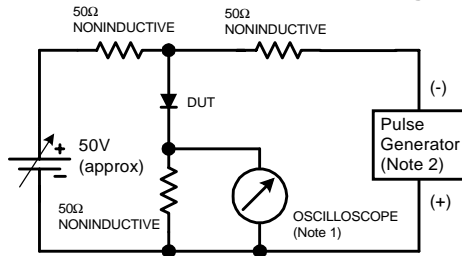 50Ω
NONINDUCTIVE
50Ω
NONINDUCTIVE
DUT
(-)
+
50V
(approx)
-
Pulse
Generator
(Note 2)
50Ω
NONINDUCTIVE
OSCILLOSCOPE
(Note 1)
(+)